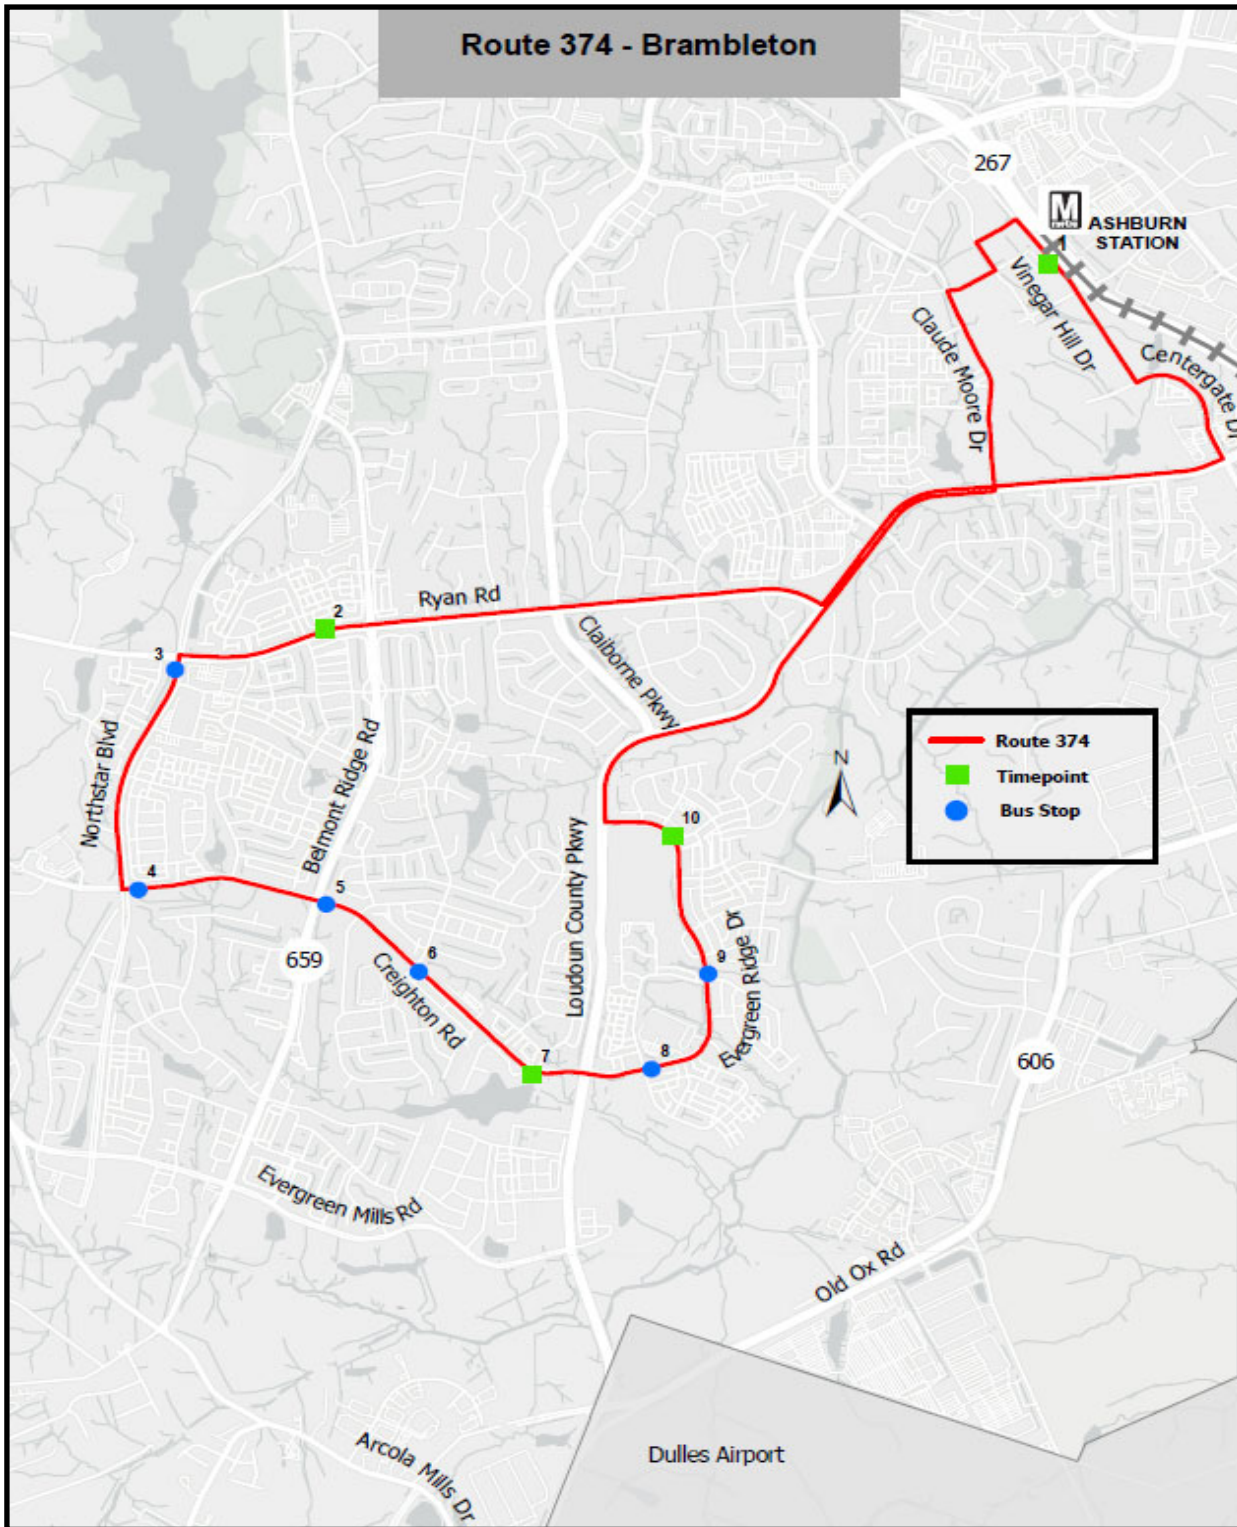 Route 374 - Brambleton
267
M
metro
ASHBURN
STATION
1
Vinegar Hill Dr
Claude Moore Dr
Centergate Dr
Ryan Rd
2
3
Claiborne Pkwy
Northstar Blvd
Belmont Ridge Rd
N
Route 374
Timepoint
Bus Stop
10
4
5
Loudoun County Pkwy
659
6
Creighton Rd
9
Evergreen Ridge Dr
7
8
606
Evergreen Mills Rd
Old Ox Rd
Arcola Mills Dr
Dulles Airport